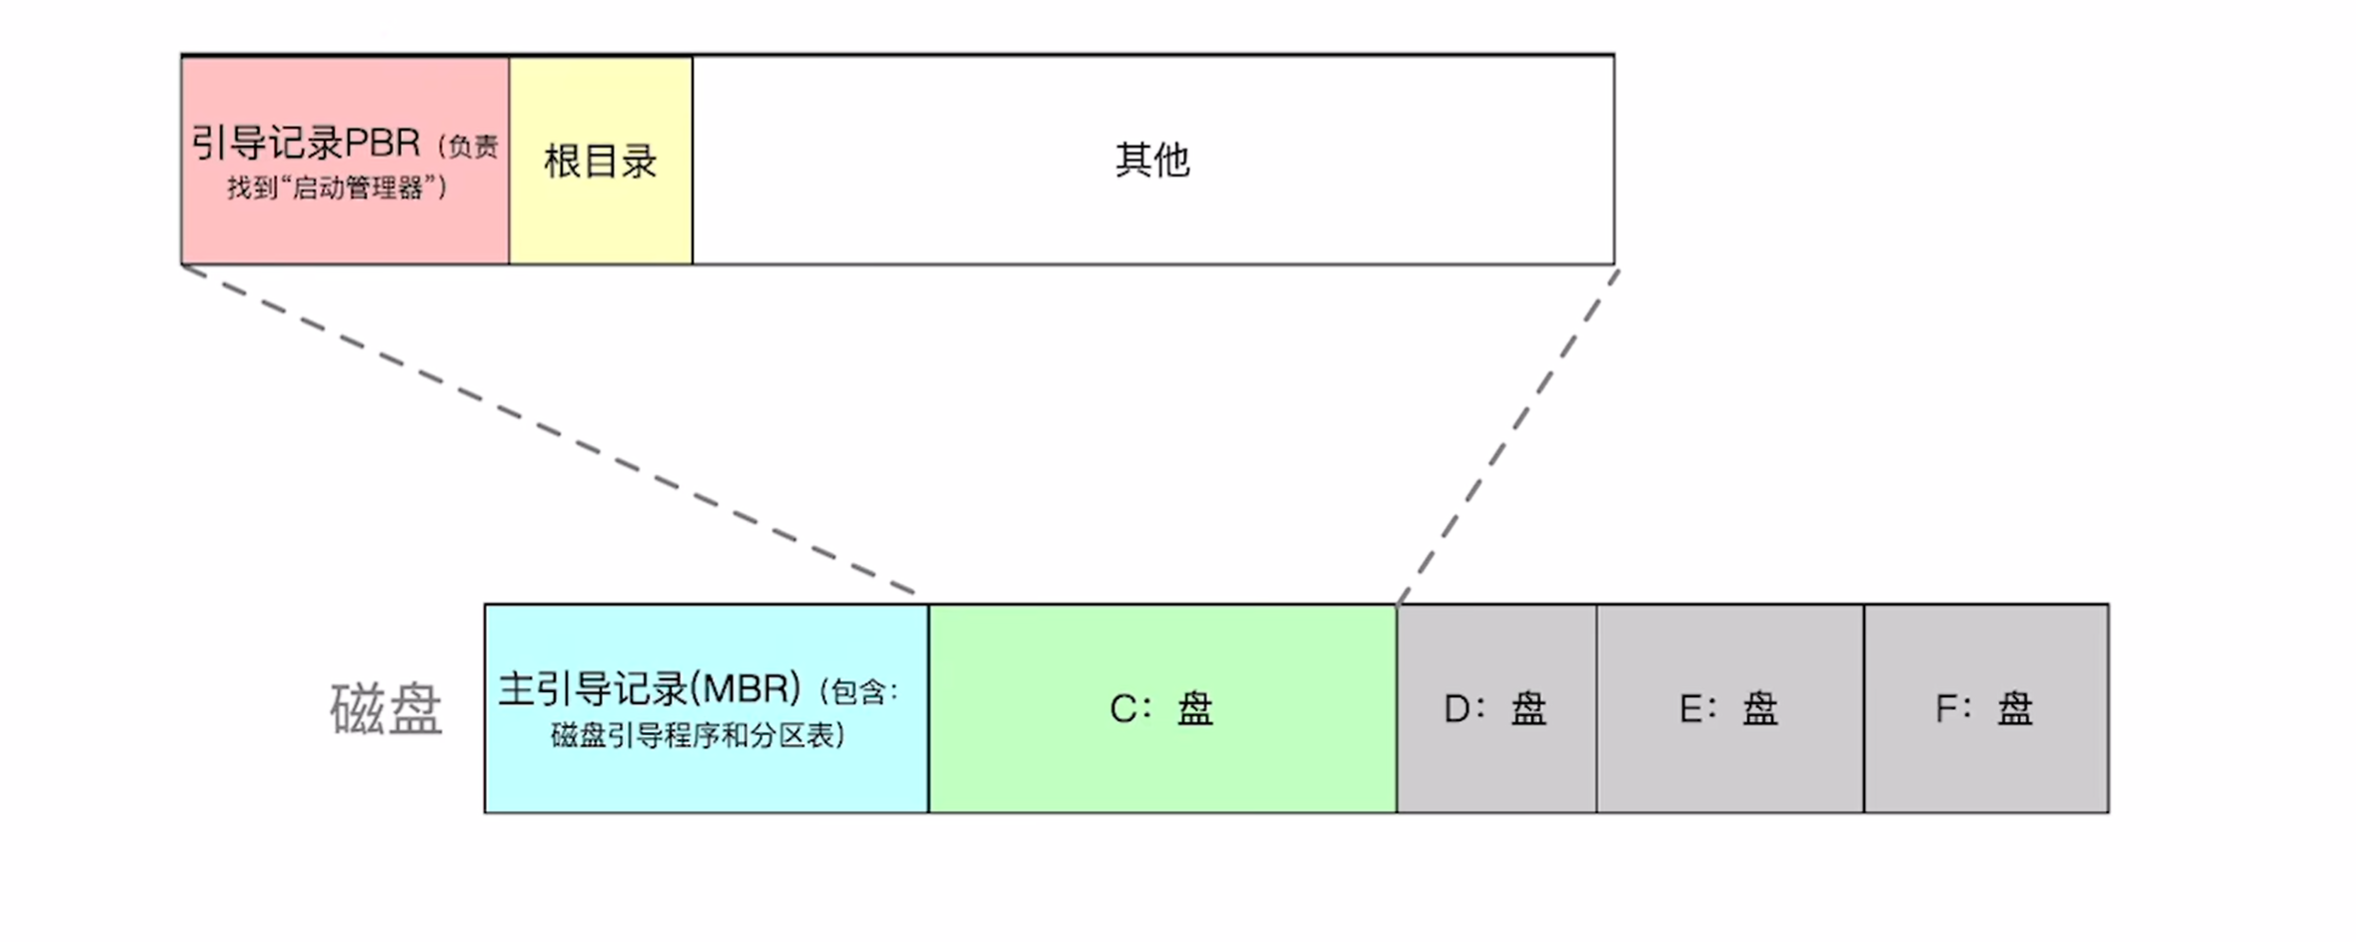 引导记录PBR（负责
找到“启动管理器”）
根目录
其他
磁盘
主引导记录(MBR)（包含：
磁盘引导程序和分区表）
C：盘
D：盘
E：盘
F：盘